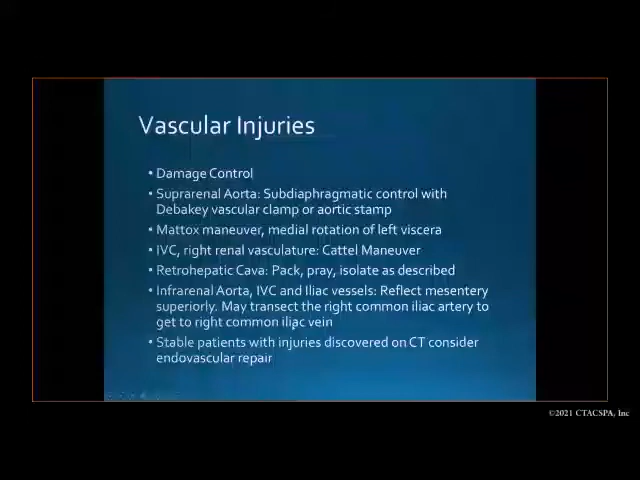 Vascular Injuries
• Damage Control
• Suprarenal Aorta: Subdiaphragmatic control with
Debakey vascular clamp or aortic stamp
• Mattox maneuver, medial rotation of left viscera
• IVC, right renal vasculature: Cattel Maneuver
• Retrohepatic Cava: Pack, pray, isolate as described
• Infrarenal Aorta, IVC and Iliac vessels: Reflect mesentery
superiorly. May transect the right common iliac artery to
get to right common iliac vein
• Stable patients with injuries discovered on CT consider
endovascular repair
©2021 CTACSPA, Inc